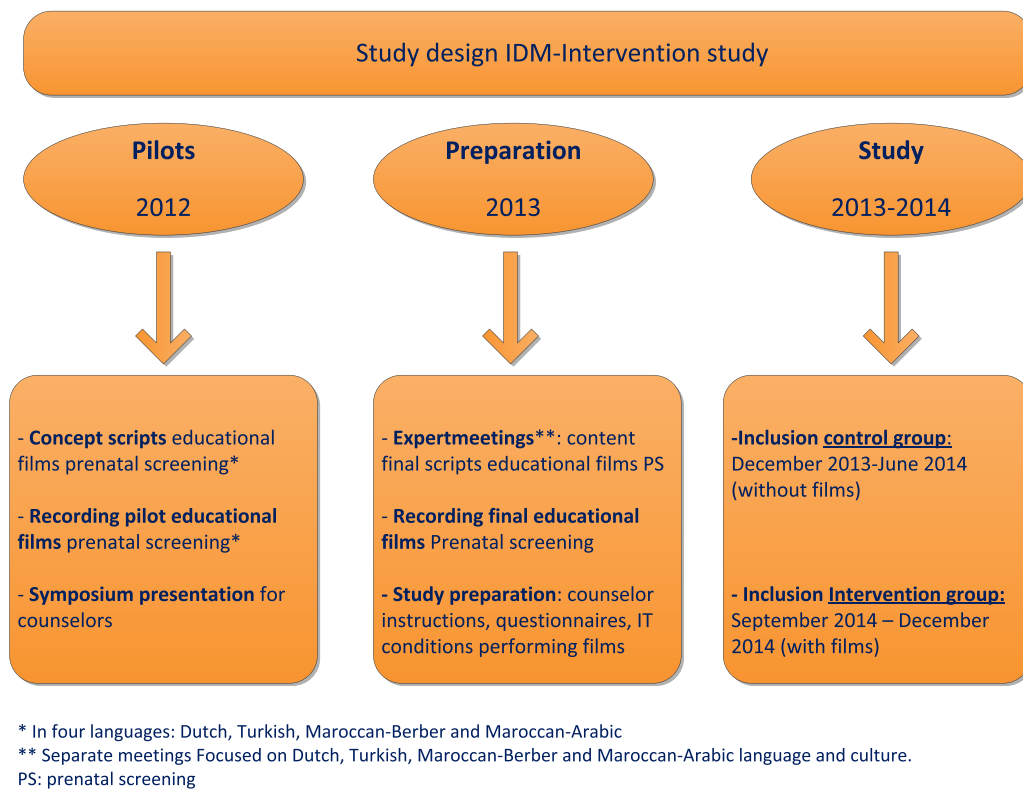 Study design IDM-Intervention study
Pilots
2012
Preparation
2013
Study
2013-2014
- Concept scripts educational
films prenatal screening*
- Recording pilot educational
films prenatal screening*
- Symposium presentation for
counselors
- Expertmeetings**: content
final scripts educational films PS
- Recording final educational
films Prenatal screening
- Study preparation: counselor
instructions, questionnaires, IT
conditions performing films
-Inclusion control group:
December 2013-June 2014
(without films)
- Inclusion Intervention group:
September 2014 – December
2014 (with films)
* In four languages: Dutch, Turkish, Maroccan-Berber and Maroccan-Arabic
** Separate meetings Focused on Dutch, Turkish, Maroccan-Berber and Maroccan-Arabic language and culture.
PS: prenatal screening